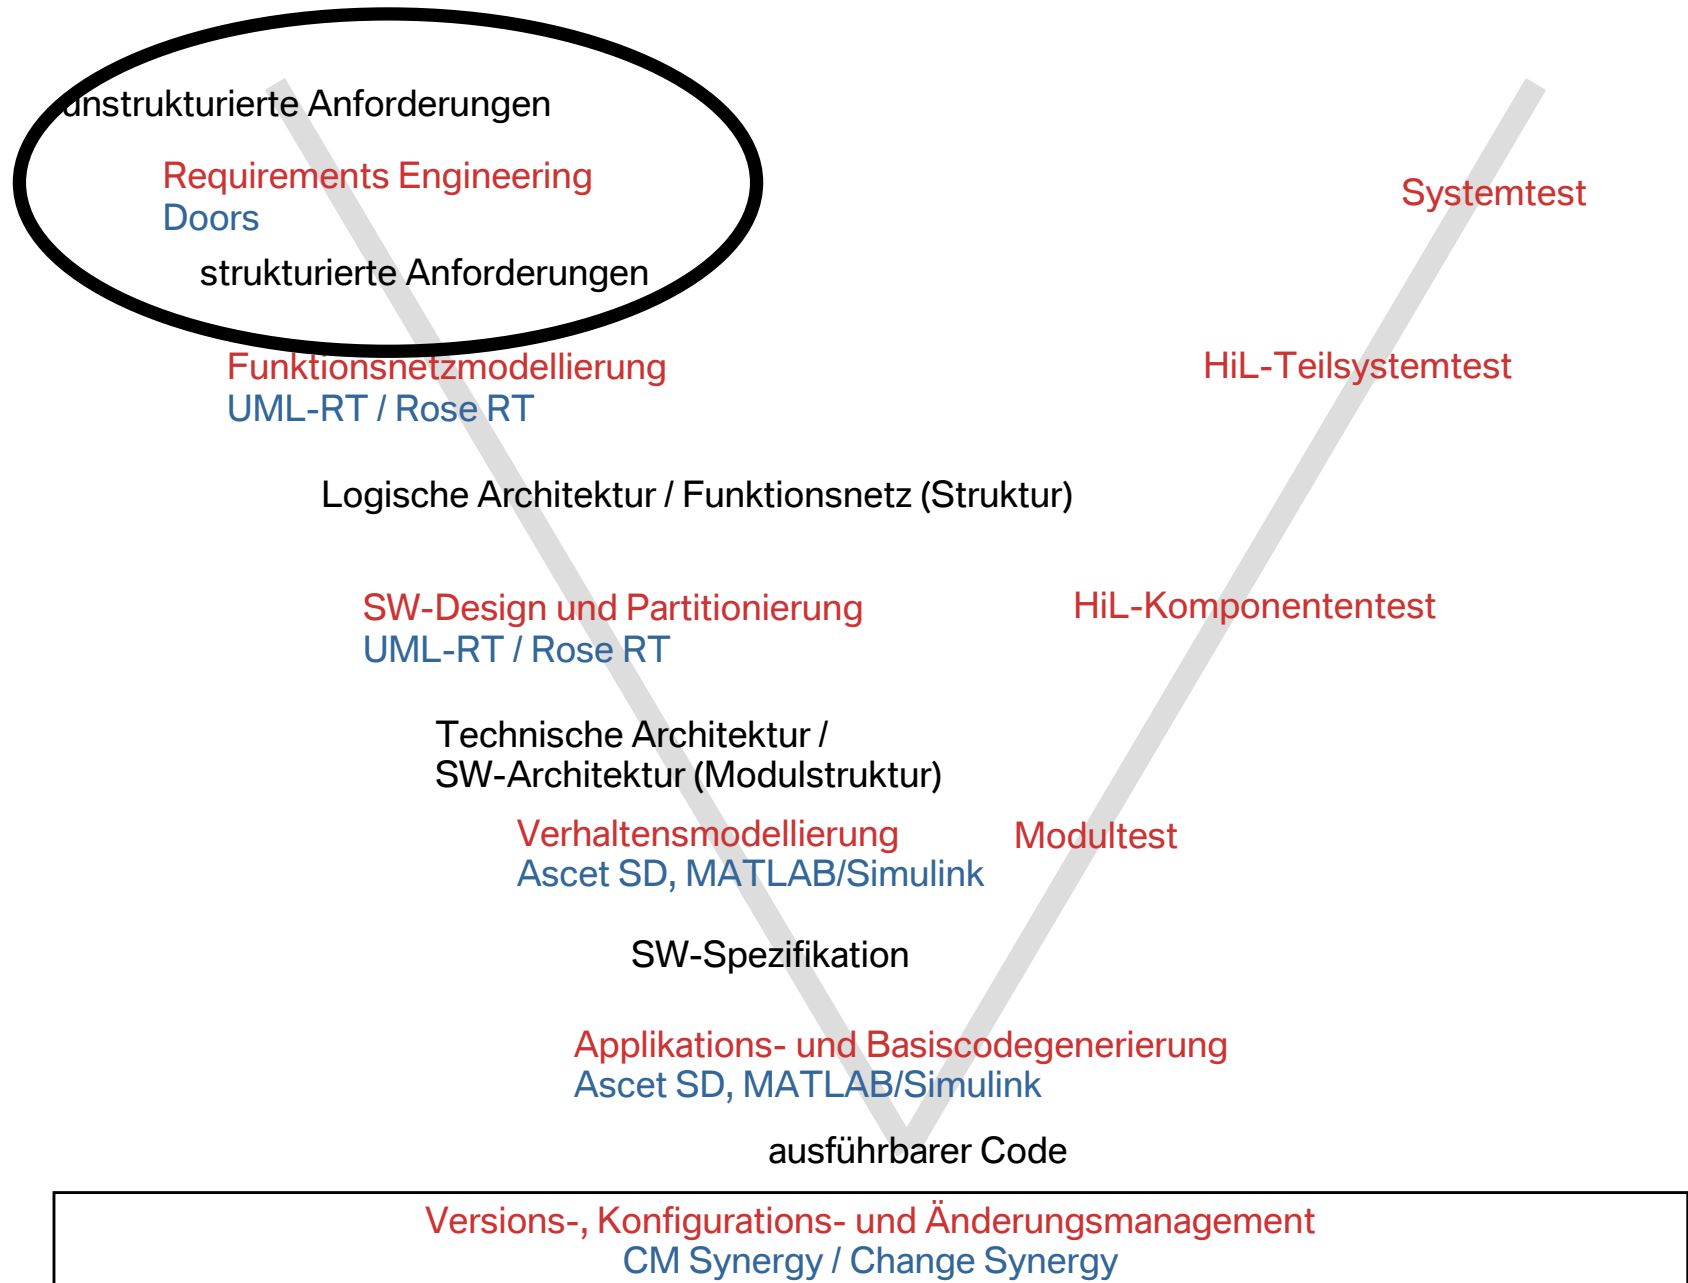 unstrukturierte Anforderungen
Requirements Engineering
Doors
Systemtest
strukturierte Anforderungen
Funktionsnetzmodellierung
UML-RT / Rose RT
HiL-Teilsystemtest
Logische Architektur / Funktionsnetz (Struktur)
SW-Design und Partitionierung
UML-RT / Rose RT
HiL-Komponententest
Technische Architektur /
SW-Architektur (Modulstruktur)
Verhaltensmodellierung
Ascet SD, MATLAB/Simulink
Modultest
SW-Spezifikation
Applikations- und Basiscodegenerierung
Ascet SD, MATLAB/Simulink
ausführbarer Code
Versions-, Konfigurations- und Änderungsmanagement
CM Synergy / Change Synergy